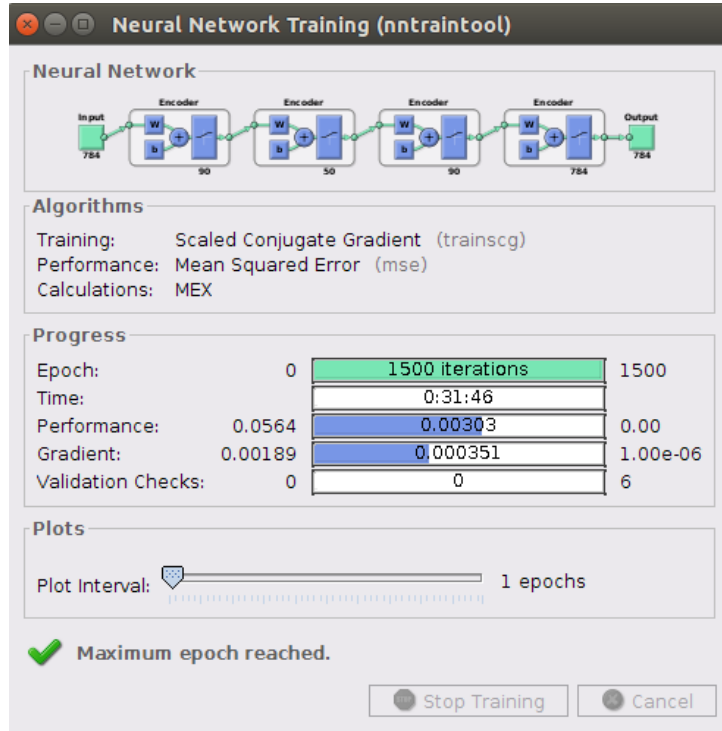 Neural Network Training (nntraintool)
Neural Network
Encoder Encoder Encoder Encoder
Input Output
W W W W
b b b b
784 90 50 90 784 784
Algorithms
Training: Scaled Conjugate Gradient (trainscg)
Performance: Mean Squared Error (mse)
Calculations: MEX
Progress
Epoch: 0 1500 iterations 1500
Time: 0:31:46
Performance: 0.0564 0.00303 0.00
Gradient: 0.00189 0.000351 1.00e-06
Validation Checks: 0 0 6
Plots
Plot Interval: 1 epochs
Maximum epoch reached.
Stop Training Cancel